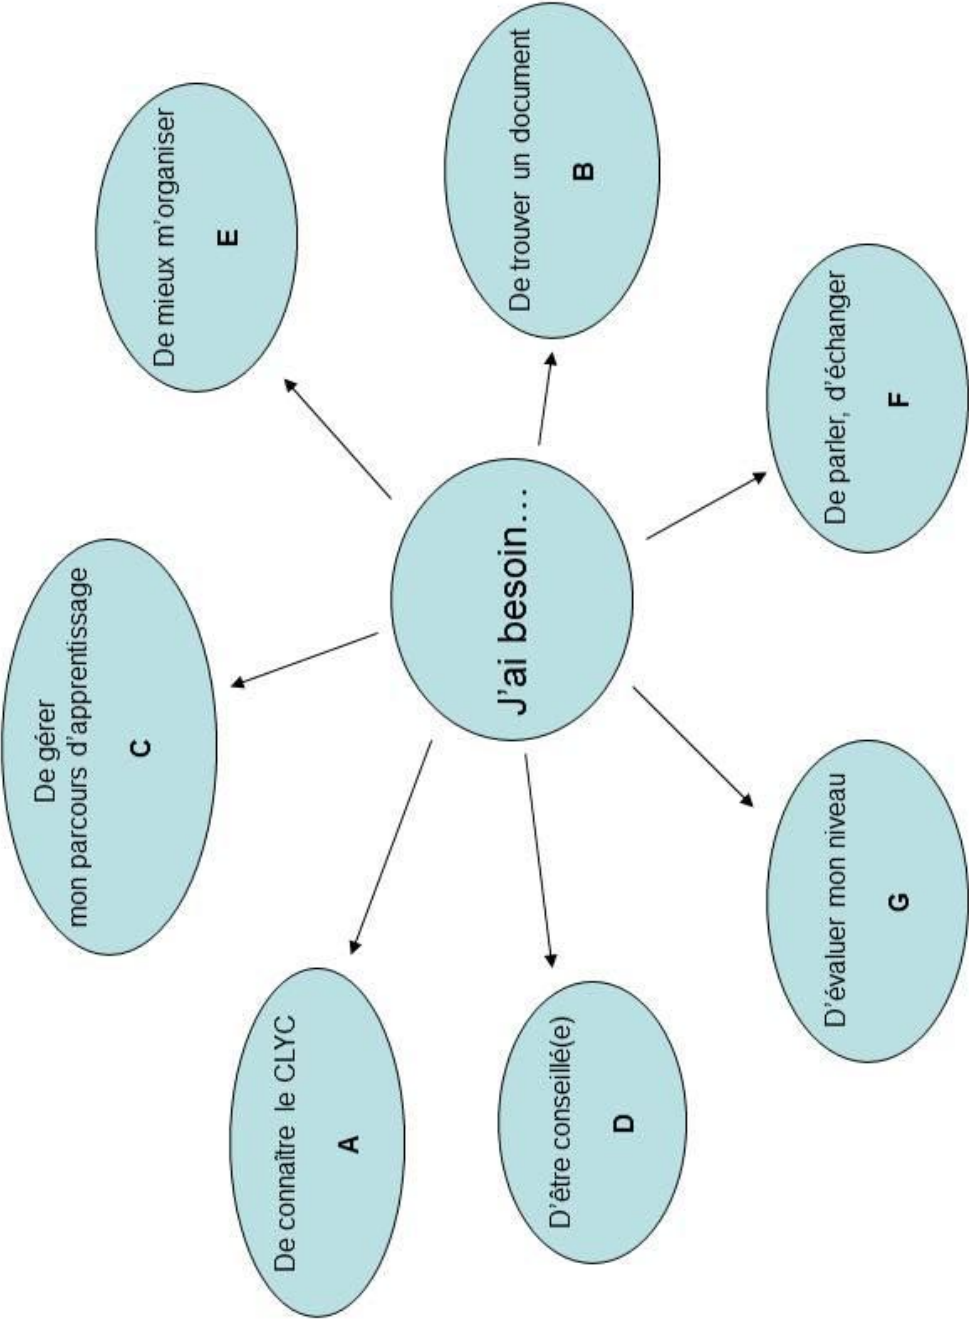 De gérer
mon parcours d'apprentissage
C
De mieux m'organiser
E
De connaître le CLYC
A
J'ai besoin…
De trouver un document
B
D'être conseillé(e)
D
D'évaluer mon niveau
G
De parler, d'échanger
F